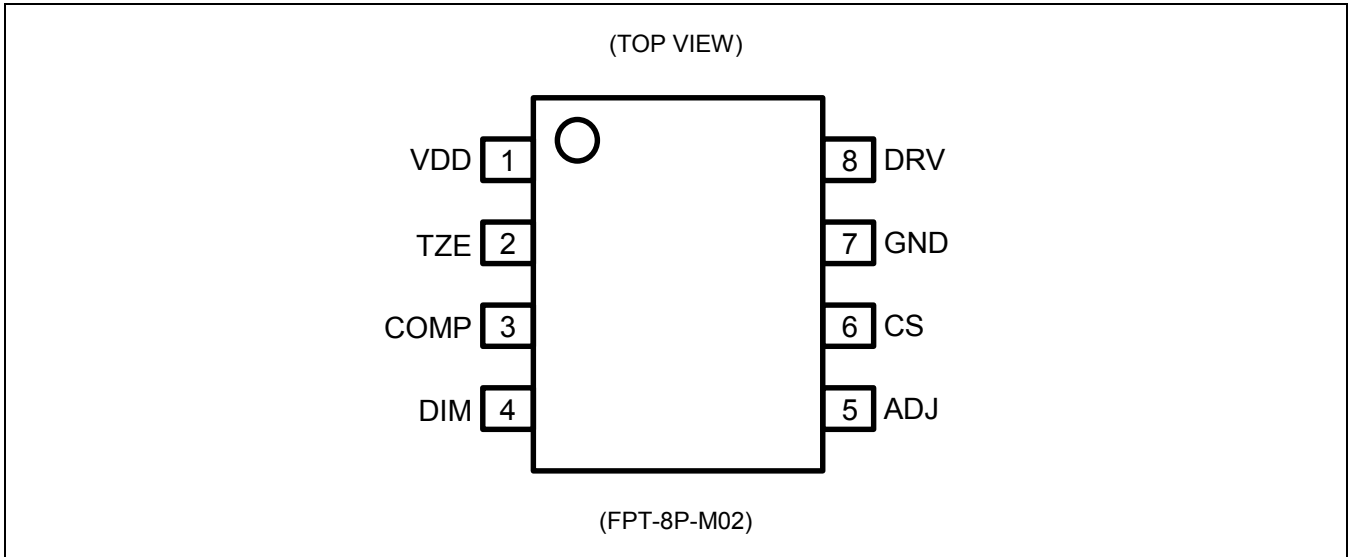 (TOP VIEW)
VDD 1 8 DRV
TZE 2 7 GND
COMP 3 6 CS
DIM 4 5 ADJ
(FPT-8P-M02)